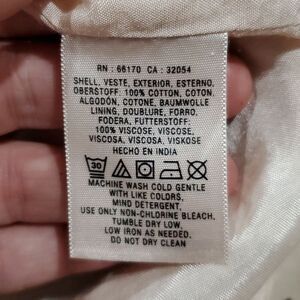 RN : 66170 CA : 32054
SHELL, VESTE, EXTERIOR, ESTERNO,
OBERSTOFF: 100% COTTON, COTON,
ALGODÓN, COTONE, BAUMWOLLE
LINING, DOUBLURE, FORRO,
FODERA, FUTTERSTOFF:
100% VISCOSE, VISCOSE,
VISCOSA, VISCOSA, VISKOSE
HECHO EN INDIA
30
MACHINE WASH COLD GENTLE
WITH LIKE COLORS,
MIND DETERGENT,
USE ONLY NON-CHLORINE BLEACH.
TUMBLE DRY LOW,
LOW IRON AS NEEDED.
DO NOT DRY CLEAN